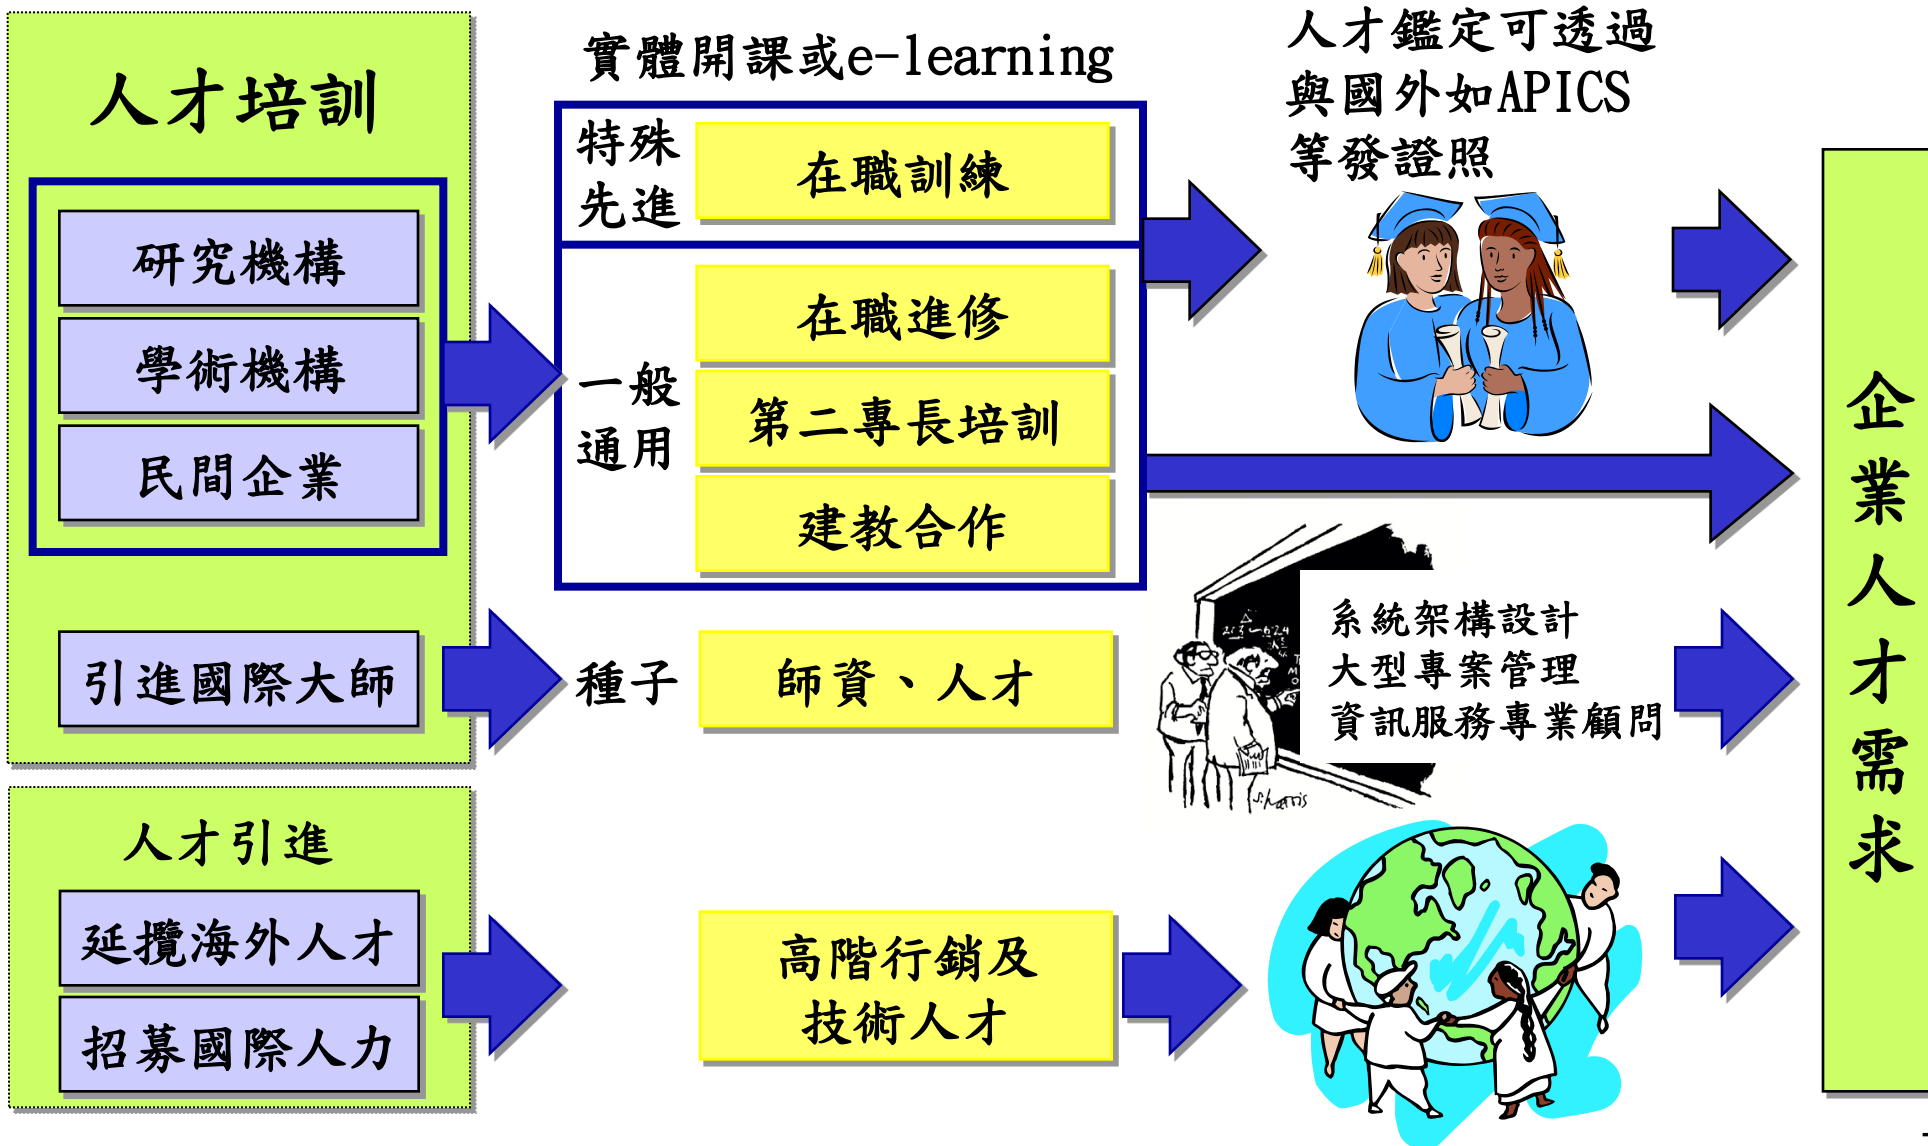 人才培訓
研究機構
學術機構
民間企業
引進國際大師
人才引進
延攬海外人才
招募國際人力
實體開課或e-learning
特殊
先進
在職訓練
一般
通用
在職進修
第二專長培訓
建教合作
種子
師資、人才
高階行銷及
技術人才
人才鑑定可透過
與國外如APICS
等發證照
系統架構設計
大型專案管理
資訊服務專業顧問
S.harris
企
業
人
才
需
求